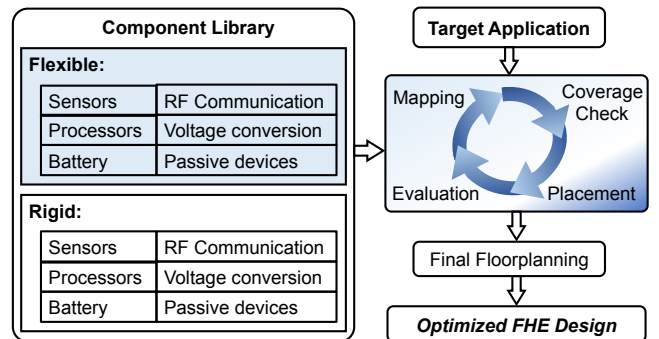 Component Library
Flexible:
Sensors RF Communication
Processors Voltage conversion
Battery Passive devices
Rigid:
Sensors RF Communication
Processors Voltage conversion
Battery Passive devices
Target Application
Mapping
Coverage
Check
Evaluation
Placement
Final Floorplanning
Optimized FHE Design